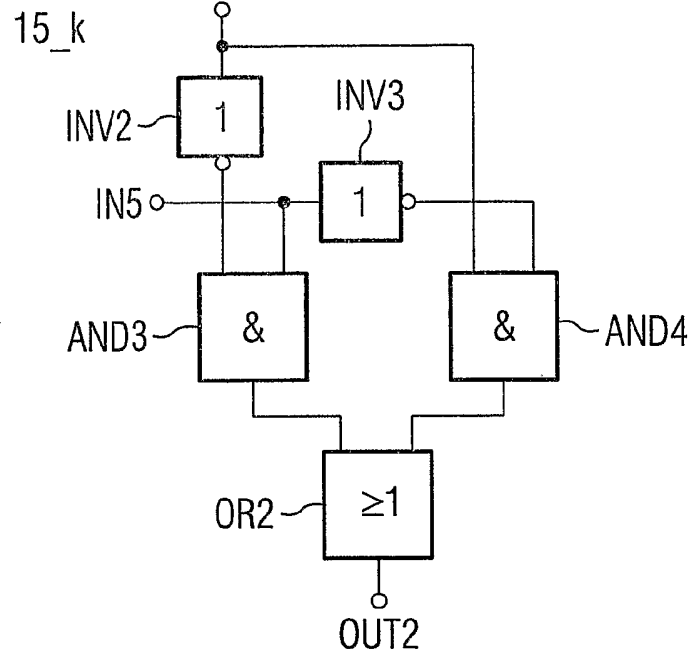 15_k
INV3
INV2
1
IN5
1
AND3
&
&
AND4
OR2
≥1
OUT2